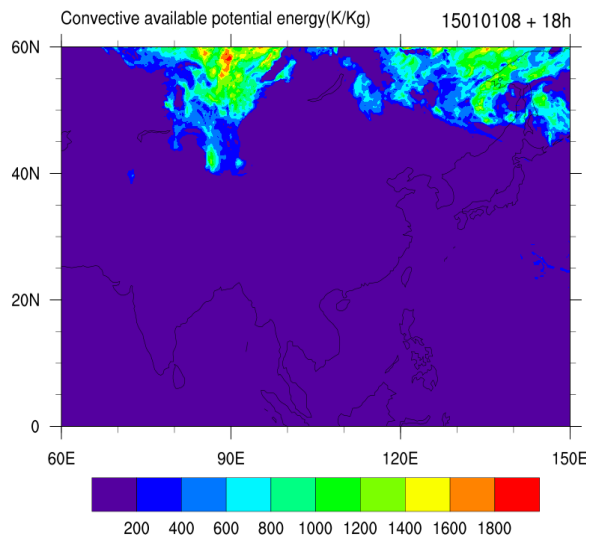 Convective available potential energy(K/Kg) 15010108 + 18h
60N
40N
20N
0
60E 90E 120E 150E
200 400 600 800 1000 1200 1400 1600 1800